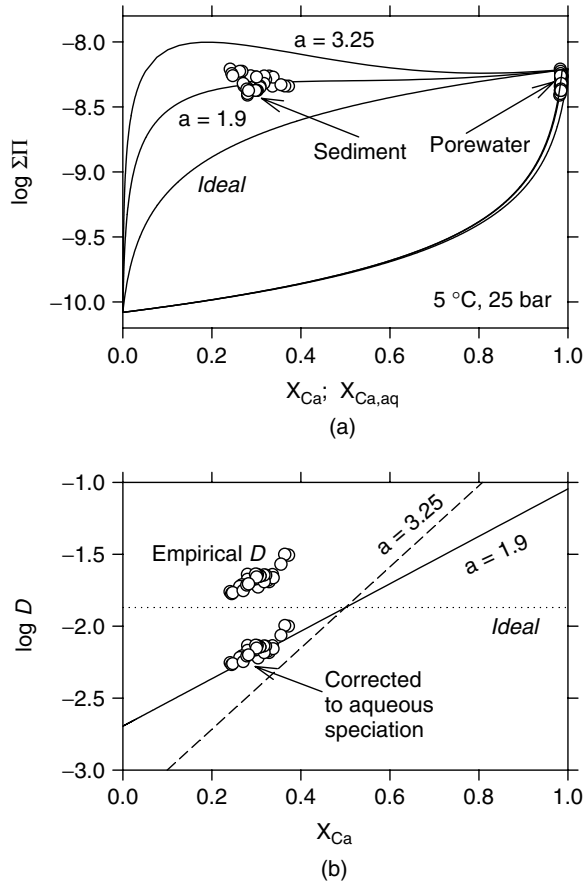 −8.0
−8.5
−9.0
−9.5
−10.0
log ΣΠ
a = 3.25
a = 1.9
Sediment
Porewater
Ideal
5 °C, 25 bar
0.0 0.2 0.4 0.6 0.8 1.0
X_Ca; X_Ca,aq
(a)
−1.0
−1.5
−2.0
−2.5
−3.0
log D
Empirical D
a = 3.25
a = 1.9
Ideal
Corrected
to aqueous
speciation
0.0 0.2 0.4 0.6 0.8 1.0
X_Ca
(b)